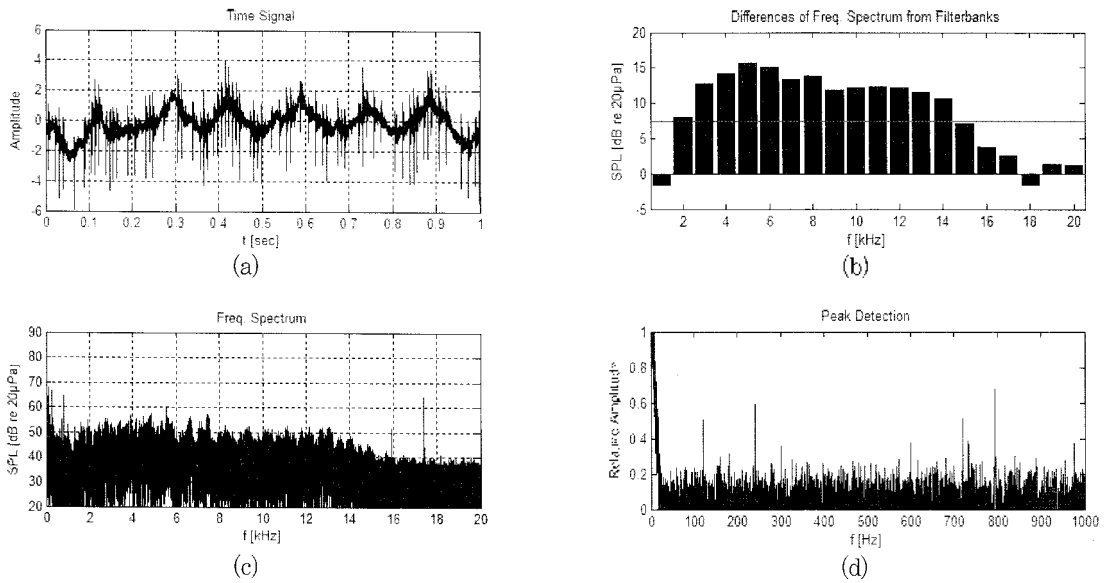 Time Signal
Amplitude
6
4
2
0
-2
-4
-6
0 0.1 0.2 0.3 0.4 0.5 0.6 0.7 0.8 0.9 1
t [sec]
(a)
Differences of Freq. Spectrum from Filterbanks
SPL [dB re 20µPa]
20
15
10
5
0
-5
2 4 6 8 10 12 14 16 18 20
f [kHz]
(b)
Freq. Spectrum
SPL [dB re 20µPa]
90
80
70
60
50
40
30
20
0 2 4 6 8 10 12 14 16 18 20
f [kHz]
(c)
Peak Detection
Relative Amplitude
1
0.8
0.6
0.4
0.2
0
0 100 200 300 400 500 600 700 800 900 1000
f [Hz]
(d)